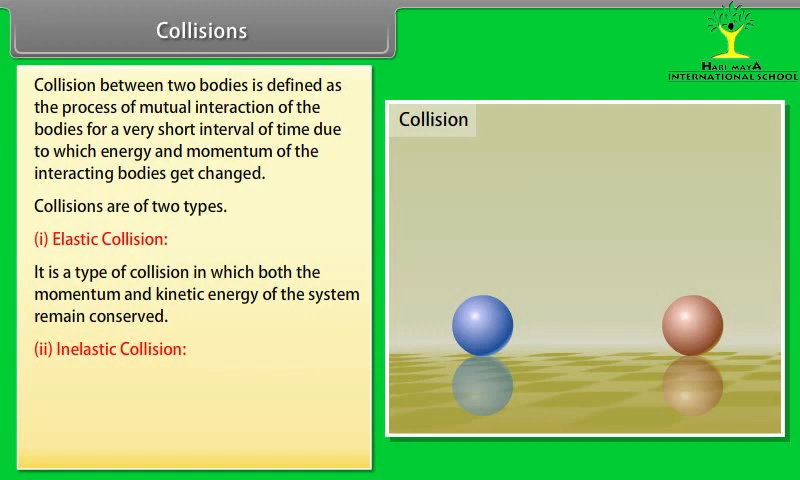 Collisions
HARI MAYA
INTERNATIONAL SCHOOL
Collision between two bodies is defined as
the process of mutual interaction of the
bodies for a very short interval of time due
to which energy and momentum of the
interacting bodies get changed.
Collisions are of two types.
(i) Elastic Collision:
It is a type of collision in which both the
momentum and kinetic energy of the system
remain conserved.
(ii) Inelastic Collision:
Collision